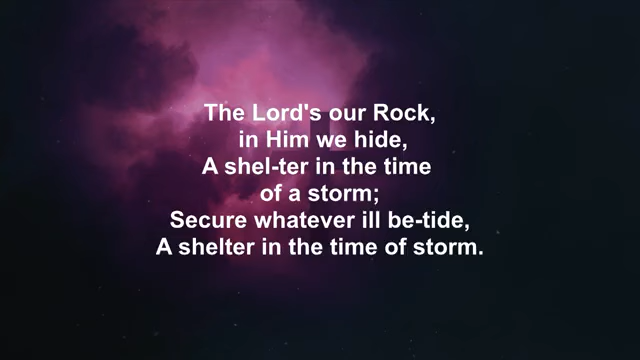 The Lord's our Rock,
in Him we hide,
A shel-ter in the time
of a storm;
Secure whatever ill be-tide,
A shelter in the time of storm.